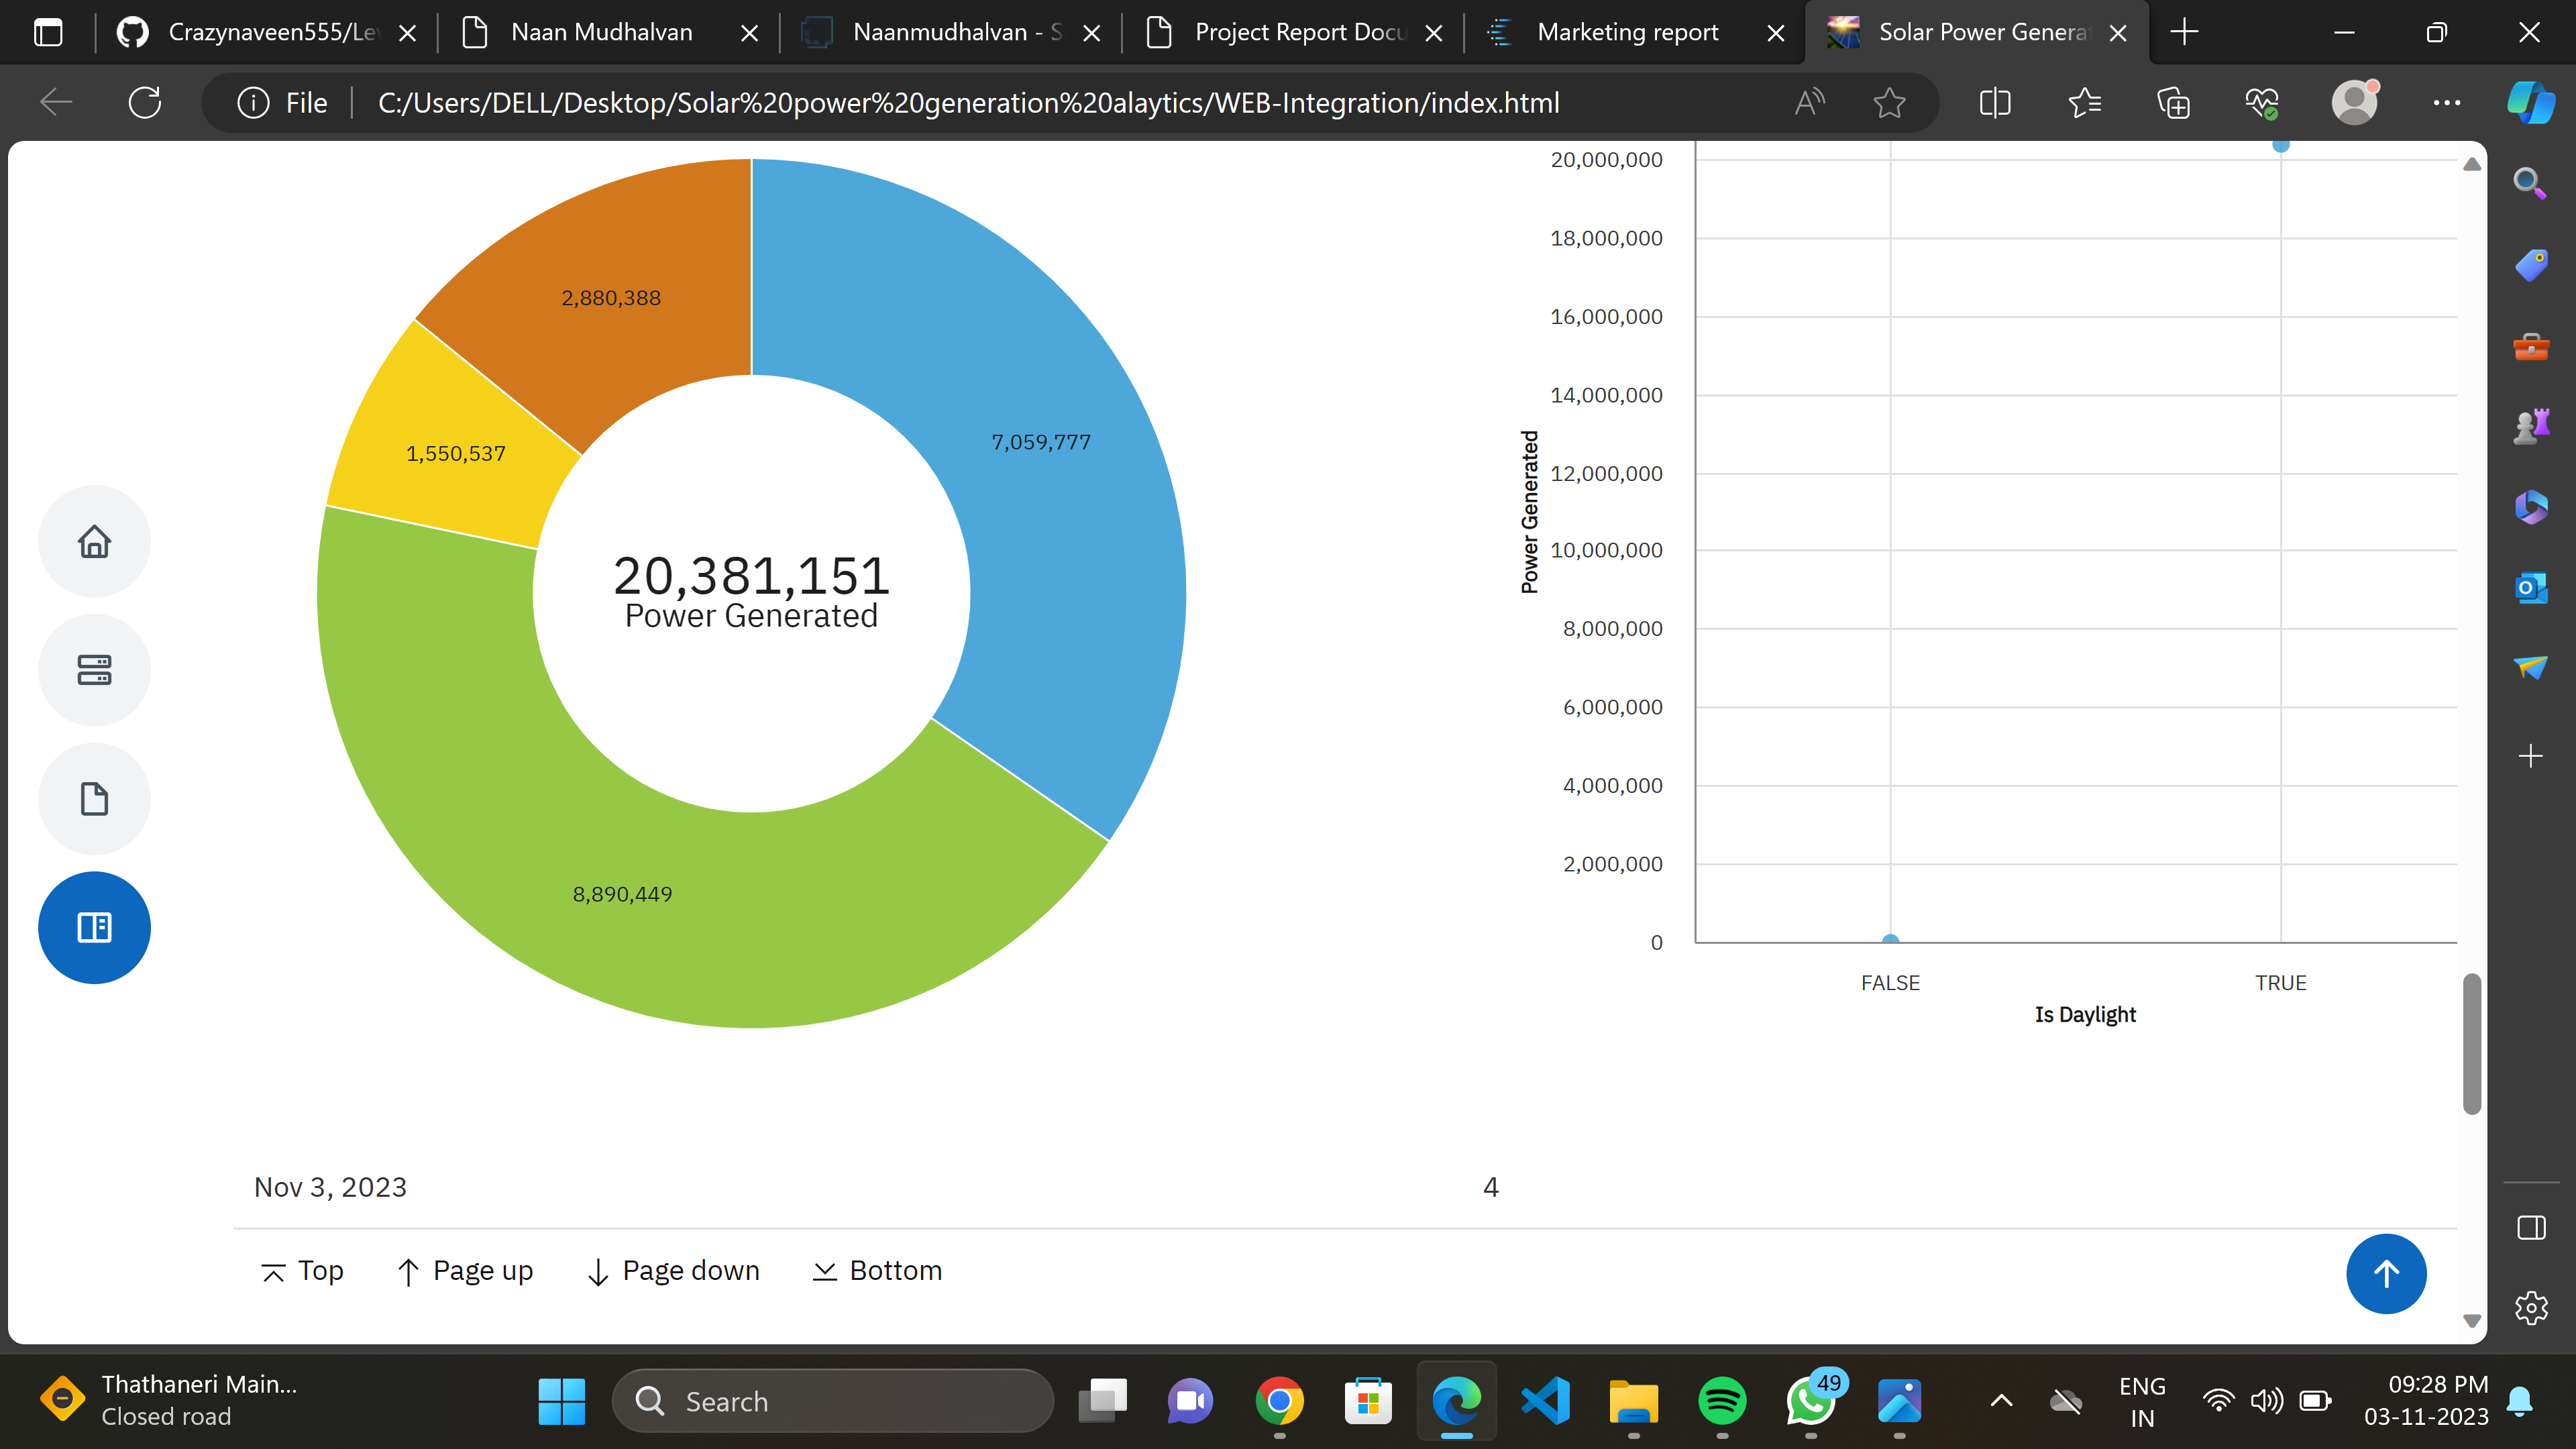 Crazynaveen555/Le
Naan Mudhalvan
Naanmudhalvan - S
Project Report Docu
Marketing report
Solar Power Genera
File
C:/Users/DELL/Desktop/Solar%20power%20generation%20alaytics/WEB-Integration/index.html
2,880,388
7,059,777
1,550,537
20,381,151
Power Generated
8,890,449
20,000,000
18,000,000
16,000,000
14,000,000
12,000,000
10,000,000
8,000,000
6,000,000
4,000,000
2,000,000
0
Power Generated
FALSE
TRUE
Is Daylight
Nov 3, 2023
4
Top
Page up
Page down
Bottom
Thathaneri Main...
Closed road
Search
49
ENG
IN
09:28 PM
03-11-2023